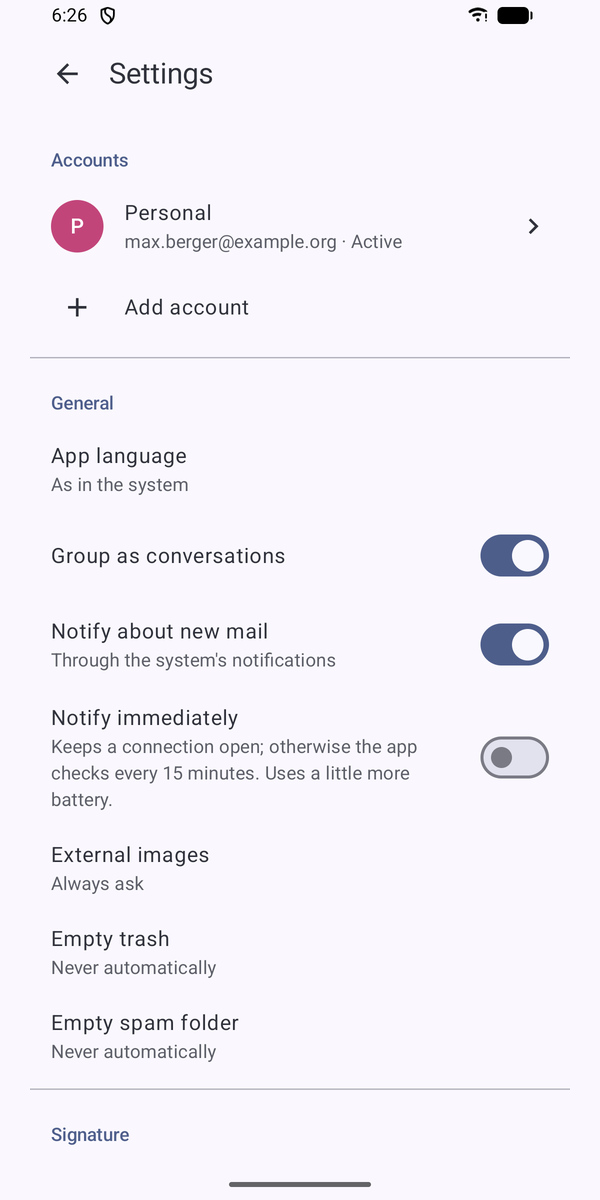 6:26
Settings
Accounts
P
Personal
max.berger@example.org · Active
Add account
General
App language
As in the system
Group as conversations
Notify about new mail
Through the system's notifications
Notify immediately
Keeps a connection open; otherwise the app
checks every 15 minutes. Uses a little more
battery.
External images
Always ask
Empty trash
Never automatically
Empty spam folder
Never automatically
Signature